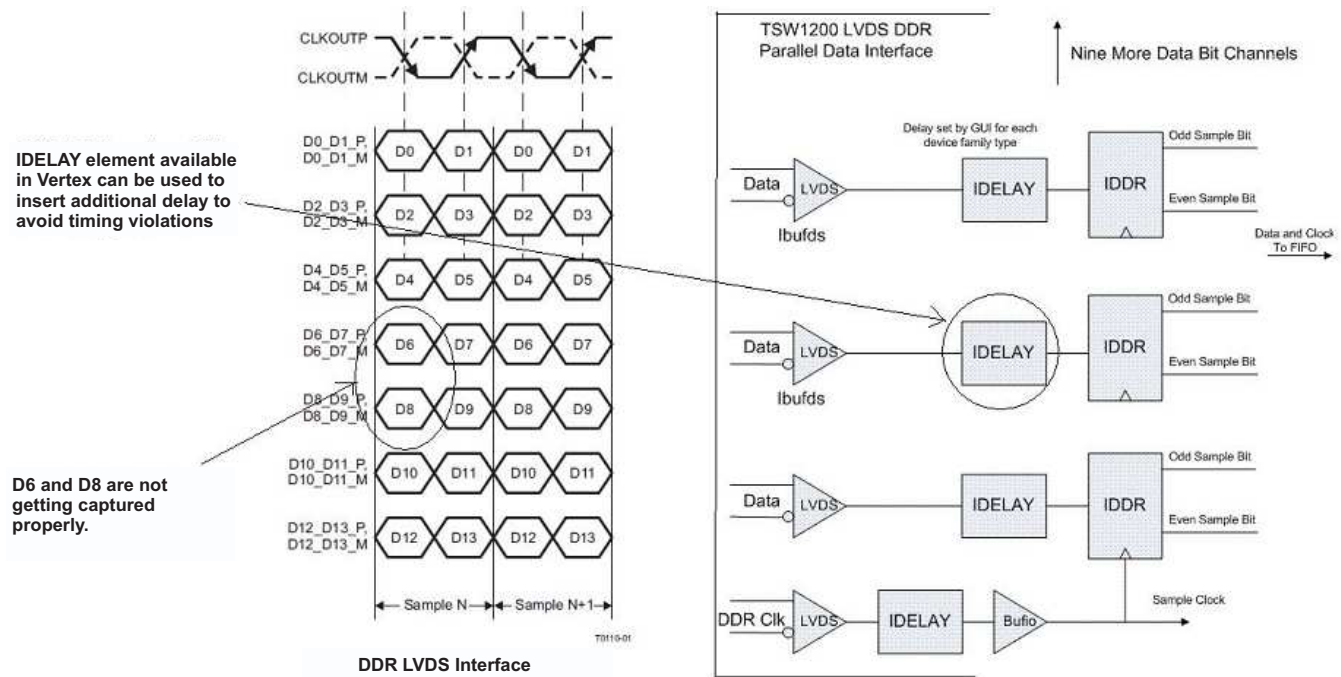 CLKOUTP
CLKOUTM
IDELAY element available
in Vertex can be used to
insert additional delay to
avoid timing violations
D6 and D8 are not
getting captured
properly.
D0_D1_P,
D0_D1_M
D0
D1
D0
D1
D2_D3_P,
D2_D3_M
D2
D3
D2
D3
D4_D5_P,
D4_D5_M
D4
D5
D4
D5
D6_D7_P,
D6_D7_M
D6
D7
D6
D7
D8_D9_P,
D8_D9_M
D8
D9
D8
D9
D10_D11_P,
D10_D11_M
D10
D11
D10
D11
D12_D13_P,
D12_D13_M
D12
D13
D12
D13
Sample N
Sample N+1
T0110-01
DDR LVDS Interface
TSW1200 LVDS DDR
Parallel Data Interface
Nine More Data Bit Channels
Delay set by GUI for each
device family type
Data
LVDS
Ibufds
IDELAY
IDDR
Odd Sample Bit
Even Sample Bit
Data and Clock
To FIFO
Data
LVDS
Ibufds
IDELAY
IDDR
Odd Sample Bit
Even Sample Bit
Data
LVDS
IDELAY
IDDR
Odd Sample Bit
Even Sample Bit
DDR Clk
LVDS
IDELAY
Bufio
Sample Clock